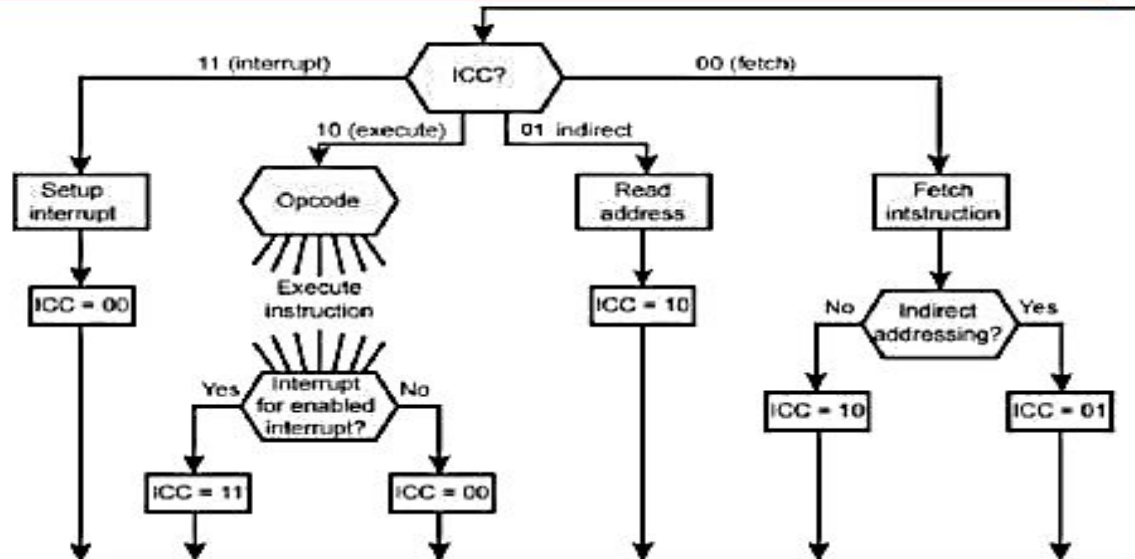 ICC?
11 (interrupt)
00 (fetch)
10 (execute)
01 indirect
Setup
interrupt
Opcode
Read
address
Fetch
intstruction
ICC = 00
Execute
instruction
ICC = 10
No
Indirect
addressing?
Yes
Yes
Interrupt
for enabled
interrupt?
No
ICC = 10
ICC = 01
ICC = 11
ICC = 00